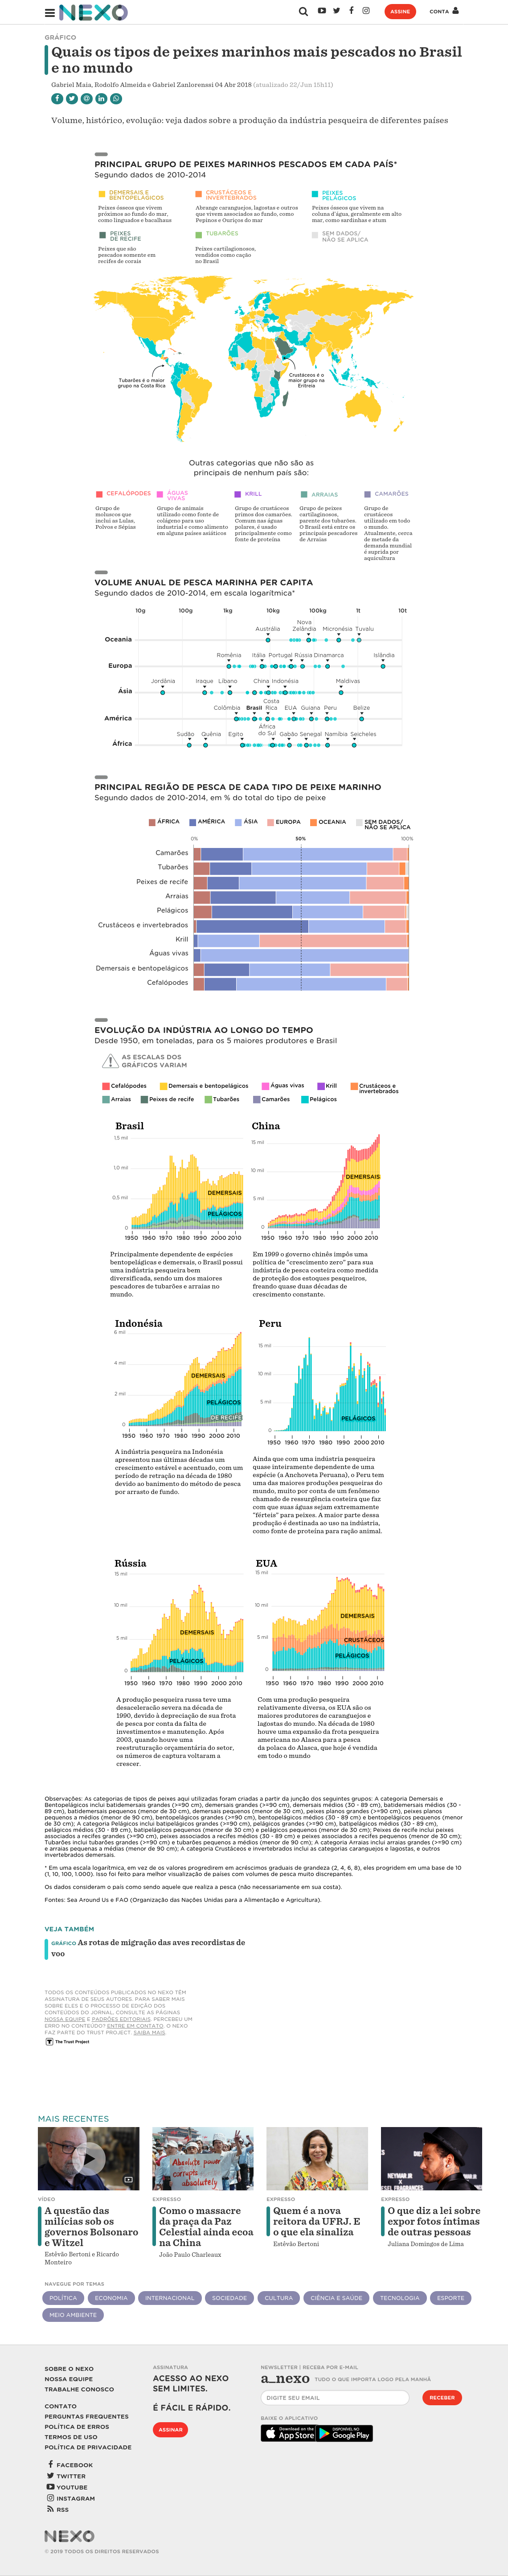 NEXO
ASSINE
CONTA
GRÁFICO
Quais os tipos de peixes marinhos mais pescados no Brasil
e no mundo
Gabriel Maia, Rodolfo Almeida e Gabriel Zanlorenssi 04 Abr 2018 (atualizado 22/Jun 15h11)
Volume, histórico, evolução: veja dados sobre a produção da indústria pesqueira de diferentes países
PRINCIPAL GRUPO DE PEIXES MARINHOS PESCADOS EM CADA PAÍS*
Segundo dados de 2010-2014
DEMERSAIS E
BENTOPELÁGICOS
Peixes ósseos que vivem
próximos ao fundo do mar,
como linguados e bacalhaus
CRUSTÁCEOS E
INVERTEBRADOS
Abrange caranguejos, lagostas e outros
que vivem associados ao fundo, como
Pepinos e Ouriços do mar
PEIXES
PELÁGICOS
Peixes ósseos que vivem na
coluna d'água, geralmente em alto
mar, como sardinhas e atum
PEIXES
DE RECIFE
Peixes que são
pescados somente em
recifes de corais
TUBARÕES
Peixes cartilaginosos,
vendidos como cação
no Brasil
SEM DADOS/
NÃO SE APLICA
Tubarões é o maior
grupo na Costa Rica
Crustáceos é o
maior grupo na
Eritreia
Outras categorias que não são as
principais de nenhum país são:
CEFALÓPODES
Grupo de
moluscos que
inclui as Lulas,
Polvos e Sépias
ÁGUAS
VIVAS
Grupo de animais
utilizado como fonte de
colágeno para uso
industrial e como alimento
em alguns países asiáticos
KRILL
Grupo de crustáceos
primos dos camarões.
Comum nas águas
polares, é usado
principalmente como
fonte de proteína
ARRAIAS
Grupo de peixes
cartilaginosos,
parente dos tubarões.
O Brasil está entre os
principais pescadores
de Arraias
CAMARÕES
Grupo de
crustáceos
utilizado em todo
o mundo.
Atualmente, cerca
de metade da
demanda mundial
é suprida por
aquicultura
VOLUME ANUAL DE PESCA MARINHA PER CAPITA
Segundo dados de 2010-2014, em escala logarítmica*
10g 100g 1kg 10kg 100kg 1t 10t
Oceania
Austrália Nova Zelândia Micronésia Tuvalu
Europa
Romênia Itália Portugal Rússia Dinamarca Islândia
Ásia
Jordânia Iraque Líbano China Indonésia Maldivas
América
Colômbia Brasil Costa Rica EUA Guiana Peru Belize
África
Sudão Quênia Egito África do Sul Gabão Senegal Namíbia Seicheles
PRINCIPAL REGIÃO DE PESCA DE CADA TIPO DE PEIXE MARINHO
Segundo dados de 2010-2014, em % do total do tipo de peixe
ÁFRICA AMÉRICA ÁSIA EUROPA OCEANIA SEM DADOS/
NÃO SE APLICA
0% 50% 100%
Camarões
Tubarões
Peixes de recife
Arraias
Pelágicos
Crustáceos e invertebrados
Krill
Águas vivas
Demersais e bentopelágicos
Cefalópodes
EVOLUÇÃO DA INDÚSTRIA AO LONGO DO TEMPO
Desde 1950, em toneladas, para os 5 maiores produtores e Brasil
AS ESCALAS DOS
GRÁFICOS VARIAM
Cefalópodes Demersais e bentopelágicos Águas vivas Krill Crustáceos e
invertebrados
Arraias Peixes de recife Tubarões Camarões Pelágicos
Brasil
1.5 mil
1.0 mil
0.5 mil
0
DEMERSAIS
PELÁGICOS
1950 1960 1970 1980 1990 2000 2010
Principalmente dependente de espécies
bentopelágicas e demersais, o Brasil possui
uma indústria pesqueira bem
diversificada, sendo um dos maiores
pescadores de tubarões e arraias no
mundo.
China
15 mil
10 mil
5 mil
0
DEMERSAIS
1950 1960 1970 1980 1990 2000 2010
Em 1999 o governo chinês impôs uma
política de "crescimento zero" para sua
indústria de pesca costeira como medida
de proteção dos estoques pesqueiros,
freando quase duas décadas de
crescimento constante.
Indonésia
6 mil
4 mil
2 mil
0
DEMERSAIS
PELÁGICOS
DE RECIFE
1950 1960 1970 1980 1990 2000 2010
A indústria pesqueira na Indonésia
apresentou nas últimas décadas um
crescimento estável e acentuado, com um
período de retração na década de 1980
devido ao banimento do método de pesca
por arrasto de fundo.
Peru
15 mil
10 mil
5 mil
0
PELÁGICOS
1950 1960 1970 1980 1990 2000 2010
Ainda que com uma indústria pesqueira
quase inteiramente dependente de uma
espécie (a Anchoveta Peruana), o Peru tem
uma das maiores produções pesqueiras do
mundo, muito por conta de um fenômeno
chamado de ressurgência costeira que faz
com que suas águas sejam extremamente
"férteis" para peixes. A maior parte dessa
produção é destinada ao uso na indústria,
como fonte de proteína para ração animal.
Rússia
15 mil
10 mil
5 mil
0
DEMERSAIS
PELÁGICOS
1950 1960 1970 1980 1990 2000 2010
A produção pesqueira russa teve uma
desaceleração severa na década de
1990, devido à depreciação de sua frota
de pesca por conta da falta de
investimentos e manutenção. Após
2003, quando houve uma
reestruturação orçamentária do setor,
os números de captura voltaram a
crescer.
EUA
15 mil
10 mil
5 mil
0
DEMERSAIS
CRUSTÁCEOS
PELÁGICOS
1950 1960 1970 1980 1990 2000 2010
Com uma produção pesqueira
relativamente diversa, os EUA são os
maiores produtores de caranguejos e
lagostas do mundo. Na década de 1980
houve uma expansão da frota pesqueira
americana no Alasca para a pesca
da polaca do Alasca, que hoje é vendida
em todo o mundo
Observações: As categorias de tipos de peixes aqui utilizadas foram criadas à partir da junção dos seguintes grupos: A categoria Demersais e
Bentopelágicos inclui batidemersais grandes (>=90 cm), demersais grandes (>=90 cm), demersais médios (30 - 89 cm), batidemersais médios (30 -
89 cm), batidemersais pequenos (menor de 30 cm), demersais pequenos (menor de 30 cm), peixes planos grandes (>=90 cm), peixes planos
pequenos a médios (menor de 90 cm), bentopelágicos grandes (>=90 cm), bentopelágicos médios (30 - 89 cm) e bentopelágicos pequenos (menor
de 30 cm); A categoria Pelágicos inclui batipelágicos grandes (>=90 cm), pelágicos grandes (>=90 cm), batipelágicos médios (30 - 89 cm),
pelágicos médios (30 - 89 cm), batipelágicos pequenos (menor de 30 cm) e pelágicos pequenos (menor de 30 cm); Peixes de recife inclui peixes
associados a recifes grandes (>=90 cm), peixes associados a recifes médios (30 - 89 cm) e peixes associados a recifes pequenos (menor de 30 cm);
Tubarões inclui tubarões grandes (>=90 cm) e tubarões pequenos a médios (menor de 90 cm); A categoria Arraias inclui arraias grandes (>=90 cm)
e arraias pequenas a médias (menor de 90 cm); A categoria Crustáceos e invertebrados inclui as categorias caranguejos e lagostas, e outros
invertebrados demersais.
* Em uma escala logarítmica, em vez de os valores progredirem em acréscimos graduais de grandeza (2, 4, 6, 8), eles progridem em uma base de 10
(1, 10, 100, 1.000). Isso foi feito para melhor visualização de países com volumes de pesca muito discrepantes.
Os dados consideram o país como sendo aquele que realiza a pesca (não necessariamente em sua costa).
Fontes: Sea Around Us e FAO (Organização das Nações Unidas para a Alimentação e Agricultura).
VEJA TAMBÉM
GRÁFICO As rotas de migração das aves recordistas de
voo
TODOS OS CONTEÚDOS PUBLICADOS NO NEXO TÊM
ASSINATURA DE SEUS AUTORES. PARA SABER MAIS
SOBRE ELES E O PROCESSO DE EDIÇÃO DOS
CONTEÚDOS DO JORNAL, CONSULTE AS PÁGINAS
NOSSA EQUIPE E PADRÕES EDITORIAIS. PERCEBEU UM
ERRO NO CONTEÚDO? ENTRE EM CONTATO. O NEXO
FAZ PARTE DO TRUST PROJECT. SAIBA MAIS.
The Trust Project
MAIS RECENTES
VÍDEO
A questão das
milícias sob os
governos Bolsonaro
e Witzel
Estêvão Bertoni e Ricardo
Monteiro
Absolute power
corrupts
absolutely
EXPRESSO
Como o massacre
da praça da Paz
Celestial ainda ecoa
na China
João Paulo Charleaux
EXPRESSO
Quem é a nova
reitora da UFRJ. E
o que ela sinaliza
Estêvão Bertoni
NEYMAR JR
EXPRESSO
O que diz a lei sobre
expor fotos íntimas
de outras pessoas
Juliana Domingos de Lima
NAVEGUE POR TEMAS
POLÍTICA ECONOMIA INTERNACIONAL SOCIEDADE CULTURA CIÊNCIA E SAÚDE TECNOLOGIA ESPORTE
MEIO AMBIENTE
SOBRE O NEXO
NOSSA EQUIPE
TRABALHE CONOSCO
CONTATO
PERGUNTAS FREQUENTES
POLÍTICA DE ERROS
TERMOS DE USO
POLÍTICA DE PRIVACIDADE
FACEBOOK
TWITTER
YOUTUBE
INSTAGRAM
RSS
ASSINATURA
ACESSO AO NEXO
SEM LIMITES.
É FÁCIL E RÁPIDO.
ASSINAR
NEWSLETTER | RECEBA POR E-MAIL
a_nexo TUDO O QUE IMPORTA LOGO PELA MANHÃ
DIGITE SEU EMAIL
RECEBER
BAIXE O APLICATIVO
Download on the
App Store
DISPONÍVEL NO
Google Play
NEXO
© 2019 TODOS OS DIREITOS RESERVADOS